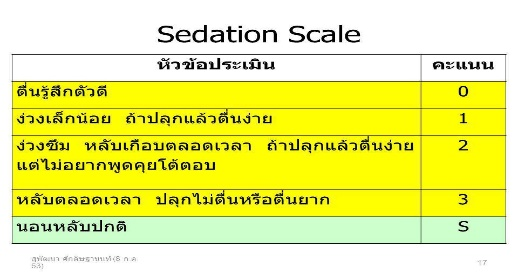 Sedation Scale
หัวข้อประเมิน คะแนน
ตื่นรู้สึกตัวดี 0
ง่วงเล็กน้อย ถ้าปลุกแล้วตื่นง่าย 1
ง่วงซึม หลับเกือบตลอดเวลา ถ้าปลุกแล้วตื่นง่าย 2
แต่ไม่อยากพูดคุยโต้ตอบ
หลับตลอดเวลา ปลุกไม่ตื่นหรือตื่นยาก 3
นอนหลับปกติ S
17